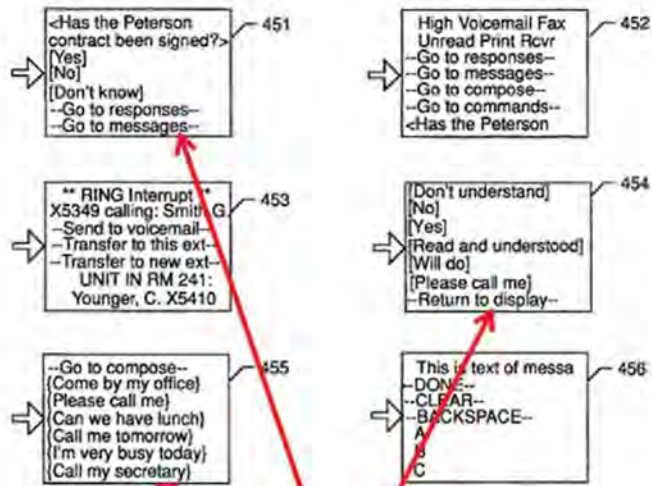 <Has the Peterson
contract been signed?>
[Yes]
[No]
[Don't know]
--Go to responses--
--Go to messages--
451
High Voicemail Fax
Unread Print Rcvr
--Go to responses--
--Go to messages--
--Go to compose--
--Go to commands--
<Has the Peterson
452
** RING Interrupt **
X5349 calling: Smith G.
--Send to voicemail--
--Transfer to this ext--
--Transfer to new ext--
UNIT IN RM 241:
Younger, C. X5410
453
[Don't understand]
[No]
[Yes]
[Read and understood]
[Will do]
[Please call me}
--Return to display--
454
--Go to compose--
{Come by my office}
{Please call me}
{Can we have lunch}
{Call me tomorrow}
{I'm very busy today}
{Call my secretary}
455
This is text of messa
--DONE--
--CLEAR--
--BACKSPACE--
A
B
C
456